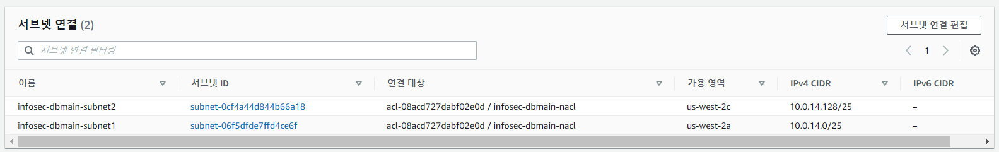 서브넷 연결 (2)
서브넷 연결 편집
서브넷 연결 필터링
1
이름 서브넷 ID 연결 대상 가용 영역 IPv4 CIDR IPv6 CIDR
infosec-dbmain-subnet2 subnet-0cf4a44d844b66a18 acl-08acd727dabf02e0d / infosec-dbmain-nacl us-west-2c 10.0.14.128/25 –
infosec-dbmain-subnet1 subnet-06f5dfde7ffd4ce6f acl-08acd727dabf02e0d / infosec-dbmain-nacl us-west-2a 10.0.14.0/25 –